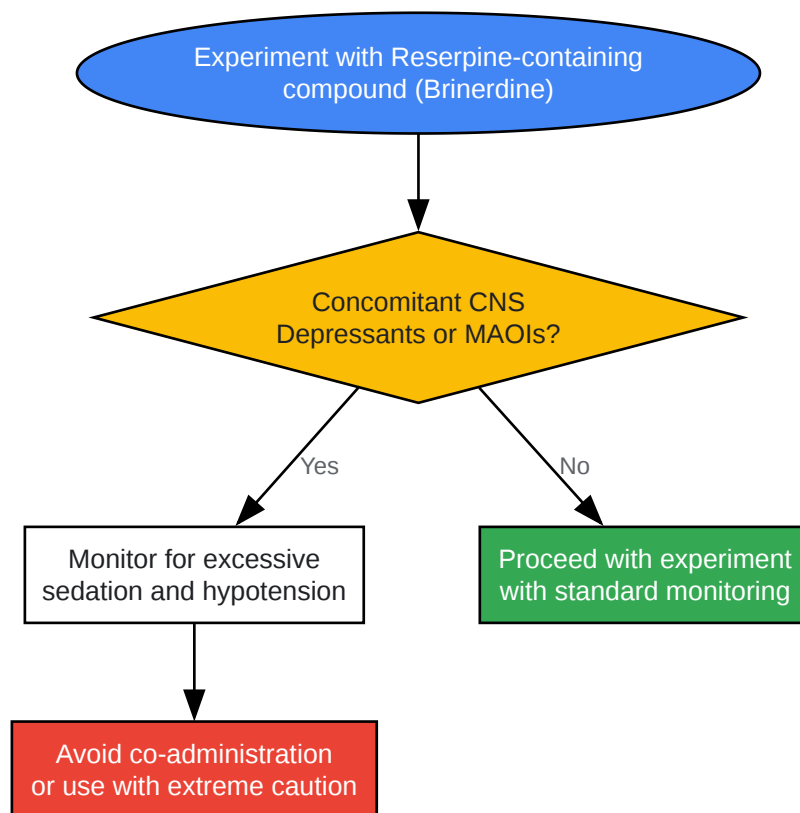 Experiment with Reserpine-containing
compound (Brinerdine)
Concomitant CNS
Depressants or MAOIs?
Yes
No
Monitor for excessive
sedation and hypotension
Proceed with experiment
with standard monitoring
Avoid co-administration
or use with extreme caution